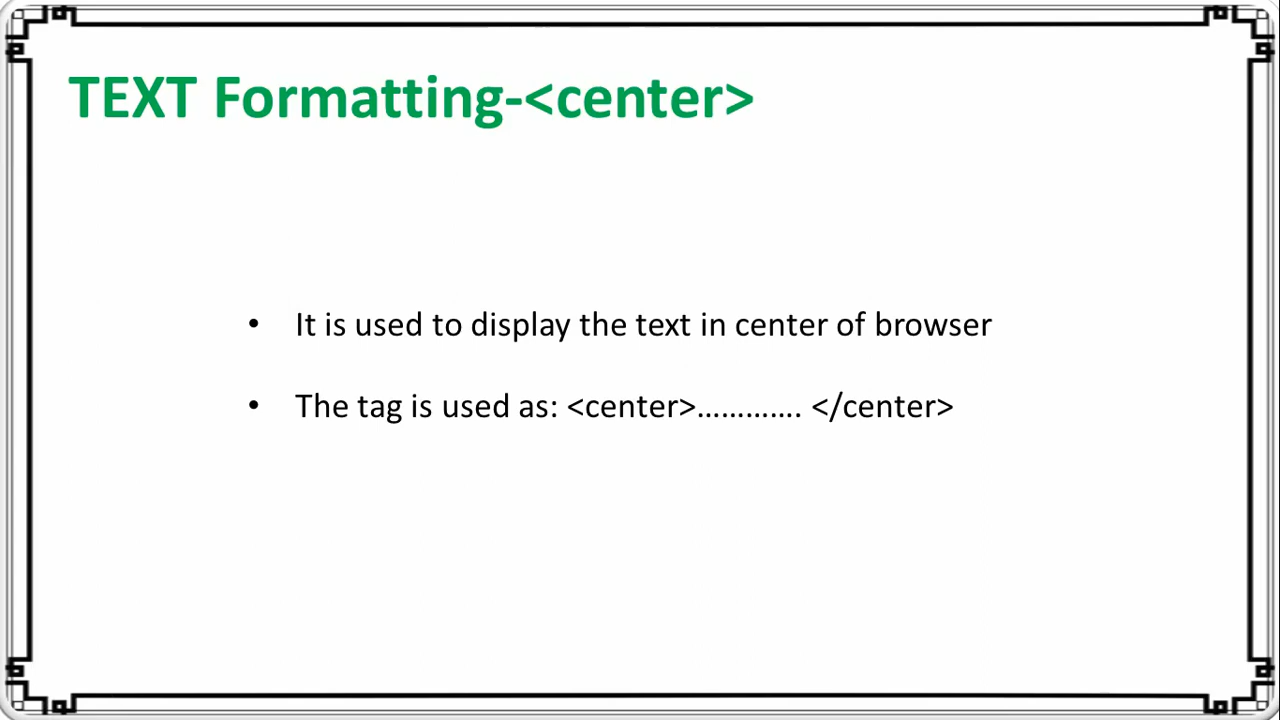 TEXT Formatting-<center>
• It is used to display the text in center of browser
• The tag is used as: <center>…………. </center>